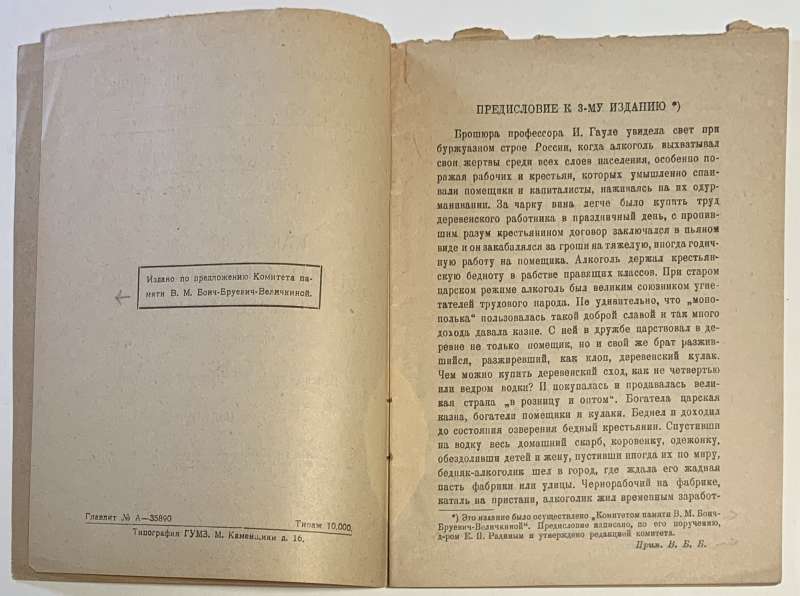 Издано по предложению Комитета па-
мяти В. М. Бонч-Бруевич-Величкиной.
Главлит № А—35890
Тираж 10,000.
Типография ГУМЗ. М. Каменщики д. 16.
ПРЕДИСЛОВИЕ К 3-МУ ИЗДАНИЮ *)
Брошюра профессора И. Гауле увидела свет при
буржуазном строе России, когда алкоголь выхватывал
свои жертвы среди всех слоев населения, особенно по-
ражая рабочих и крестьян, которых умышленно спаи-
вали помещики и капиталисты, наживаясь на их одур-
манивании. За чарку вина легче было купить труд
деревенского работника в праздничный день, с пропив-
шим разум крестьянином договор заключался в пьяном
виде и он закабалялся за гроши на тяжелую, иногда годич-
ную работу на помещика. Алкоголь держал крестьян-
скую бедноту в рабстве правящих классов. При старом
царском режиме алкоголь был великим союзником угне-
тателей трудового народа. Не удивительно, что „моно-
полька“ пользовалась такой доброй славой и так много
дохода давала казне. С ней в дружбе царствовал в де-
ревне не только помещик, но и свой же брат разжив-
шийся, разжиревший, как клоп, деревенский кулак.
Чем можно купить деревенский сход, как не четвертью
или ведром водки? И покупалась и продавалась вели-
кая страна „в розницу и оптом“. Богатела царская
казна, богатели помещики и кулаки. Беднел и доходил
до состояния озверения бедный крестьянин. Спустивши
на водку весь домашний скарб, коровенку, одежонку,
обездоливши детей и жену, пустивши иногда их по миру,
бедняк-алкоголик шел в город, где ждала его жадная
пасть фабрики или улицы. Чернорабочий на фабрике,
каталь на пристани, алкоголик жил временным заработ-
*) Это издание было осуществлено „Комитетом памяти В. М. Бонч-
Бруевич-Величкиной“. Предисловие написано, по его поручению,
д-ром Е. П. Радиным и утверждено редакцией комитета.
Прим. В. Б. Б.